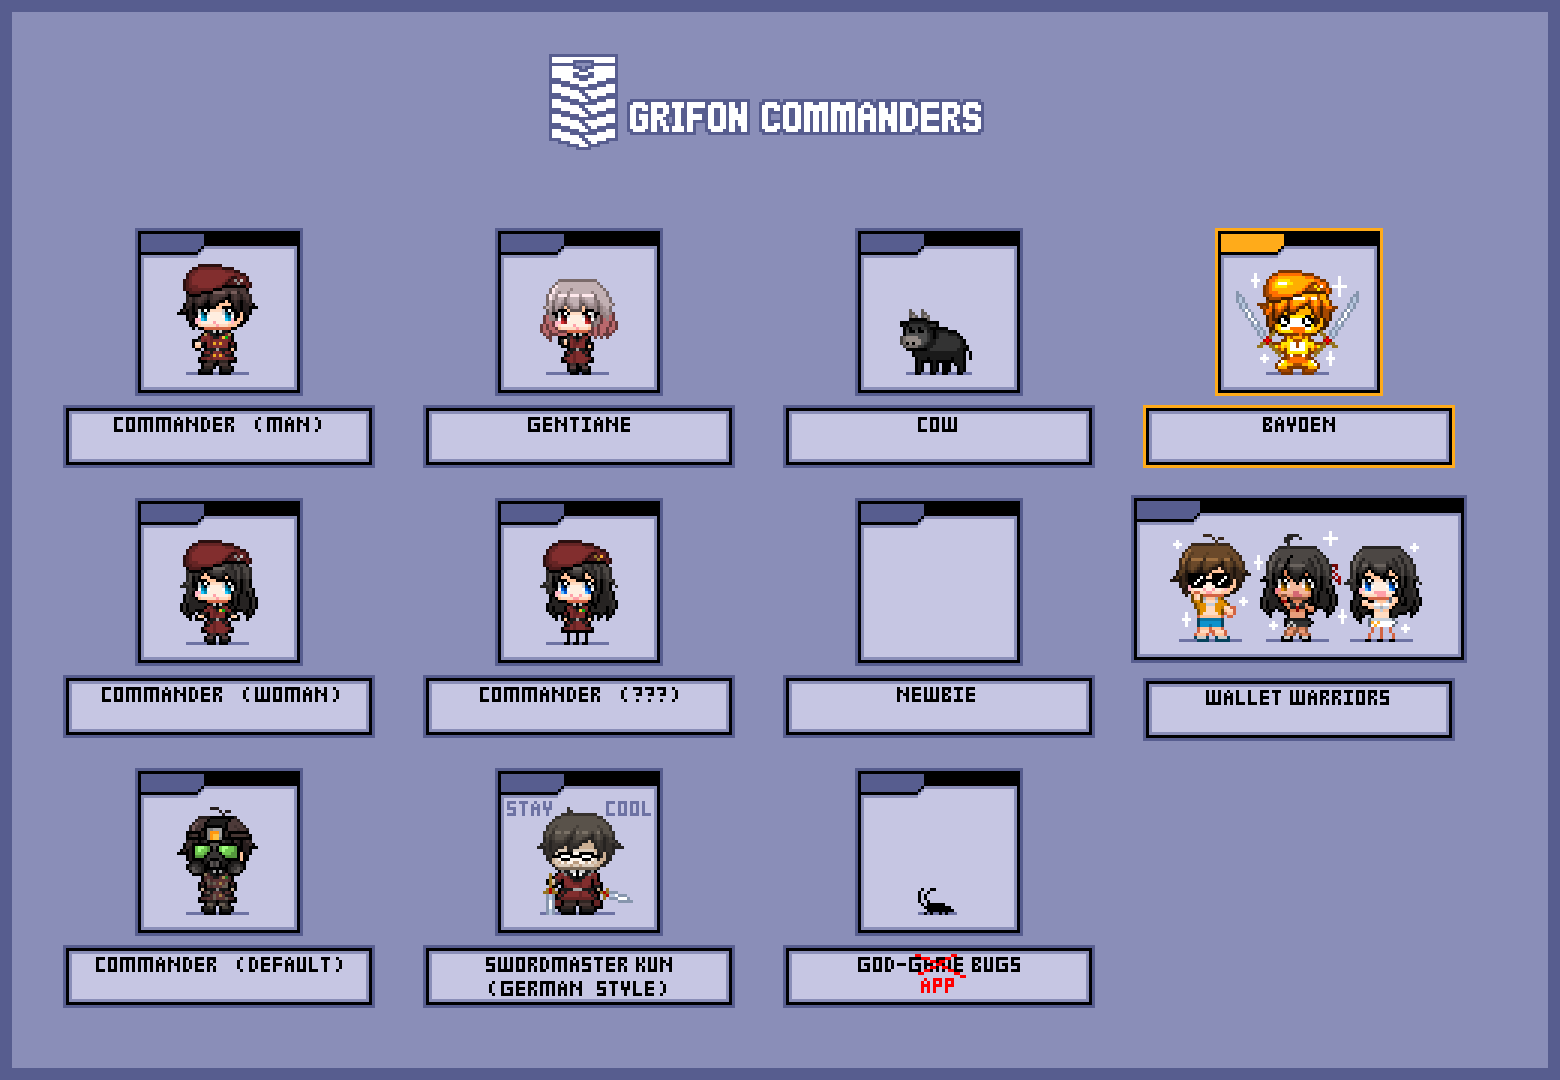 GRIFON COMMANDERS
COMMANDER (MAN)
GENTIANE
COW
BAYOEN
COMMANDER (WOMAN)
COMMANDER (???)
NEWBIE
WALLET WARRIORS
STAY COOL
COMMANDER (DEFAULT)
SWORDMASTER KUN
(GERMAN STYLE)
GOD-GAME BUGS
APP